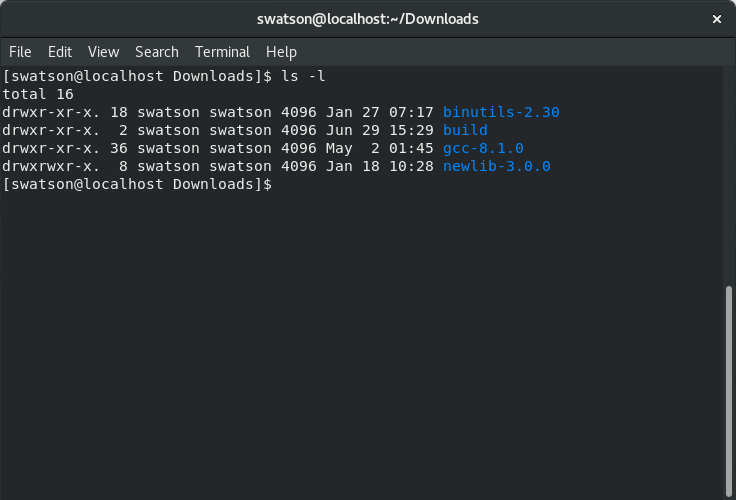 swatson@localhost:~/Downloads
File Edit View Search Terminal Help
[swatson@localhost Downloads]$ ls -l
total 16
drwxr-xr-x. 18 swatson swatson 4096 Jan 27 07:17 binutils-2.30
drwxr-xr-x.  2 swatson swatson 4096 Jun 29 15:29 build
drwxr-xr-x. 36 swatson swatson 4096 May  2 01:45 gcc-8.1.0
drwxrwxr-x.  8 swatson swatson 4096 Jan 18 10:28 newlib-3.0.0
[swatson@localhost Downloads]$